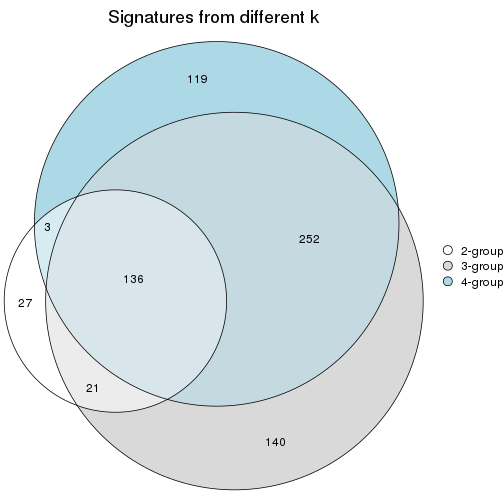 Signatures from different k
119
3
252
2-group
3-group
4-group
136
27
21
140